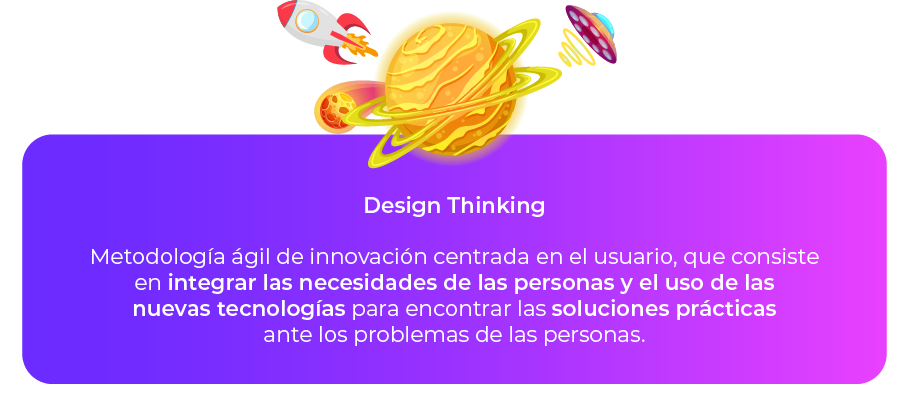 Design Thinking
Metodología ágil de innovación centrada en el usuario, que consiste
en integrar las necesidades de las personas y el uso de las
nuevas tecnologías para encontrar las soluciones prácticas
ante los problemas de las personas.